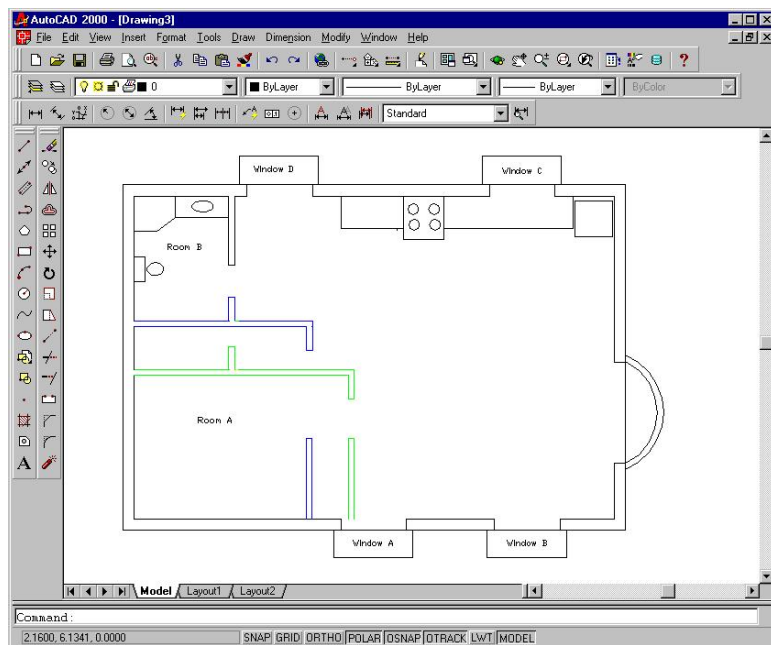 AutoCAD 2000 - [Drawing3]
File Edit View Insert Format Tools Draw Dimension Modify Window Help
0 ByLayer ByLayer ByLayer ByColor
Standard
Window D
Window C
Room B
Room A
Window A
Window B
Model Layout1 Layout2
Command:
2.1600, 6.1341, 0.0000 SNAP GRID ORTHO POLAR OSNAP OTRACK LWT MODEL